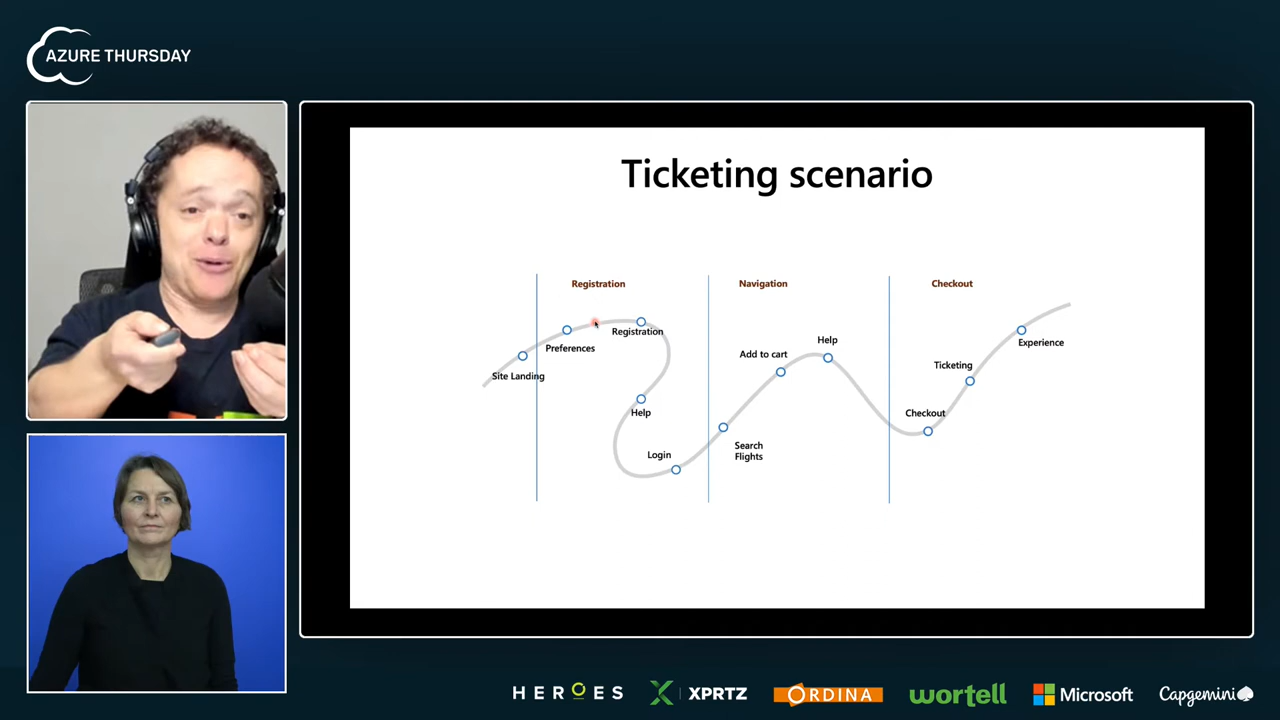 AZURE THURSDAY
Ticketing scenario
Registration
Navigation
Checkout
Site Landing
Preferences
Registration
Help
Login
Search
Flights
Add to cart
Help
Checkout
Ticketing
Experience
HEROES
XPRTZ
ORDINA
wortell
Microsoft
Capgemini